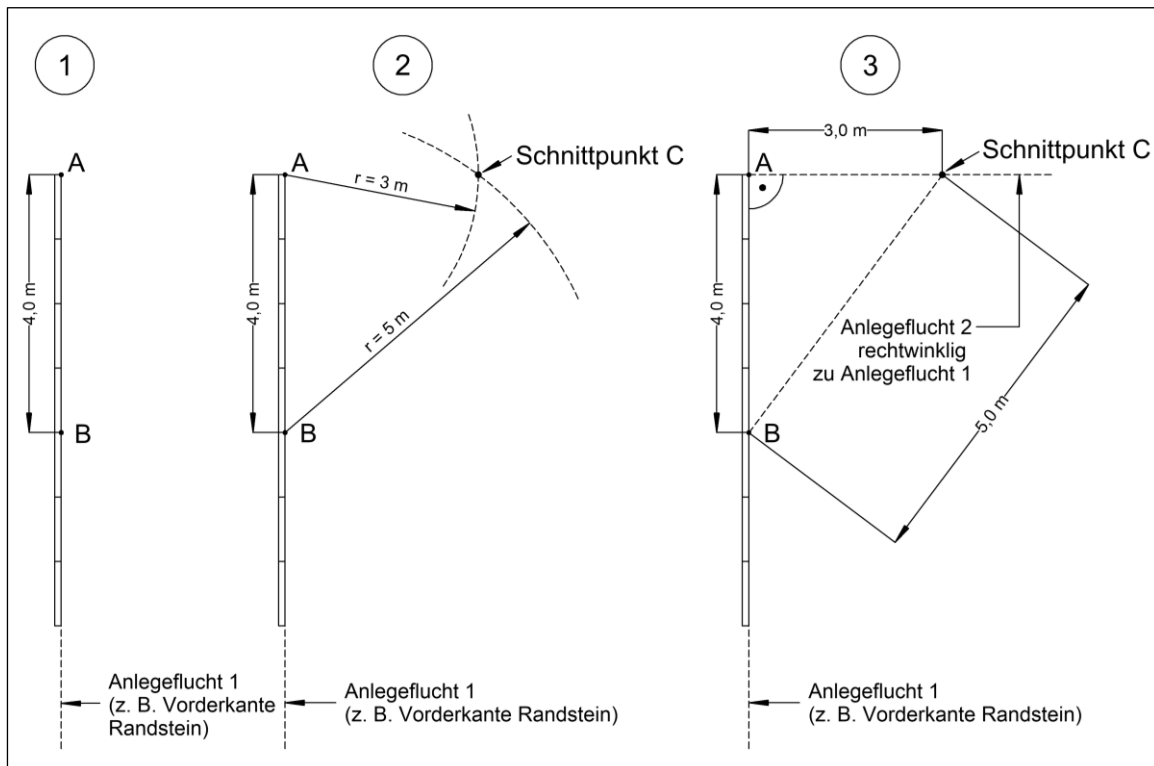 1
A
4,0 m
B
Anlegeflucht 1
(z. B. Vorderkante
Randstein)
2
A
Schnittpunkt C
r = 3 m
4,0 m
r = 5 m
B
Anlegeflucht 1
(z. B. Vorderkante Randstein)
3
3,0 m
A
Schnittpunkt C
4,0 m
Anlegeflucht 2
rechtwinklig
zu Anlegeflucht 1
5,0 m
B
Anlegeflucht 1
(z. B. Vorderkante Randstein)